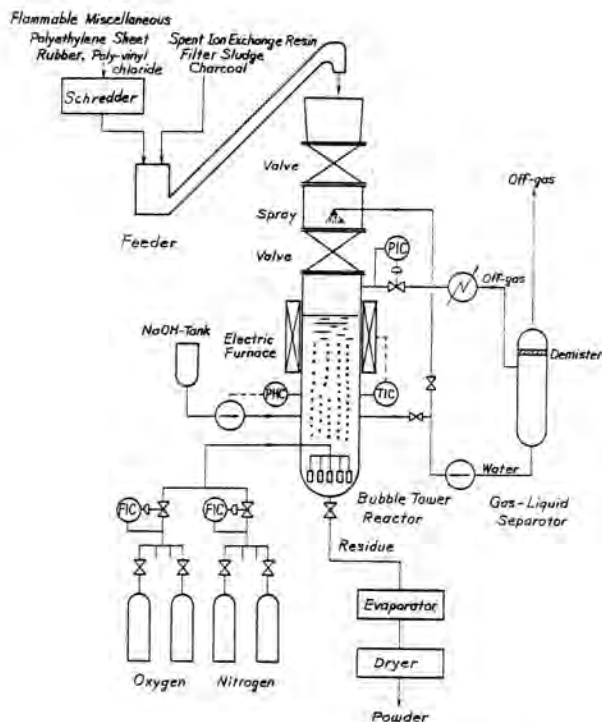 Flammable Miscellaneous
Polyethylene Sheet
Rubber, Poly-vinyl
chloride
Spent Ion Exchange Resin
Filter Sludge
Charcoal
Schredder
Feeder
Valve
Spray
Valve
PIC
Off-gas
Off-gas
Demister
NaOH-Tank
Electric
Furnace
PHC
TIC
Water
Gas-Liquid
Separator
Bubble Tower
Reactor
FIC
FIC
Residue
Oxygen
Nitrogen
Evaporator
Dryer
Powder